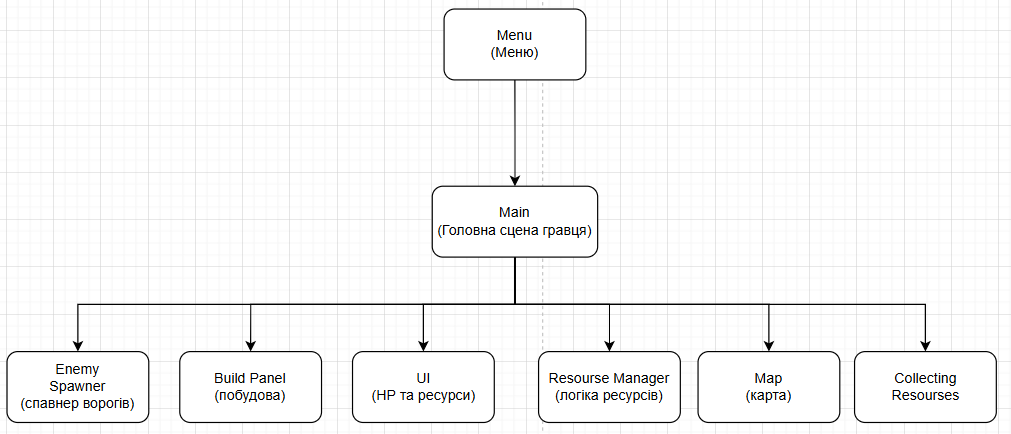 Menu
(Меню)
Main
(Головна сцена гравця)
Enemy
Spawner
(спавнер ворогів)
Build Panel
(побудова)
UI
(HP та ресурси)
Resourse Manager
(логіка ресурсів)
Map
(карта)
Collecting
Resourses